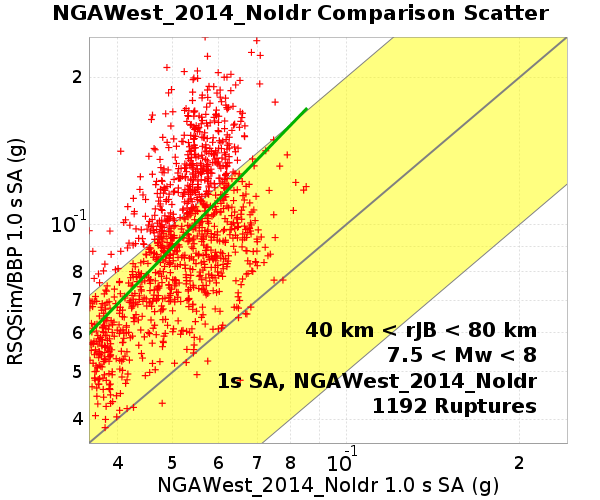 NGAWest_2014_NoIdr Comparison Scatter
RSQSim/BBP 1.0 s SA (g)
2
10^-1
8
7
6
5
4
40 km < rJB < 80 km
7.5 < Mw < 8
1s SA, NGAWest_2014_NoIdr
1192 Ruptures
4 5 6 7 8 10^-1 2
NGAWest_2014_NoIdr 1.0 s SA (g)